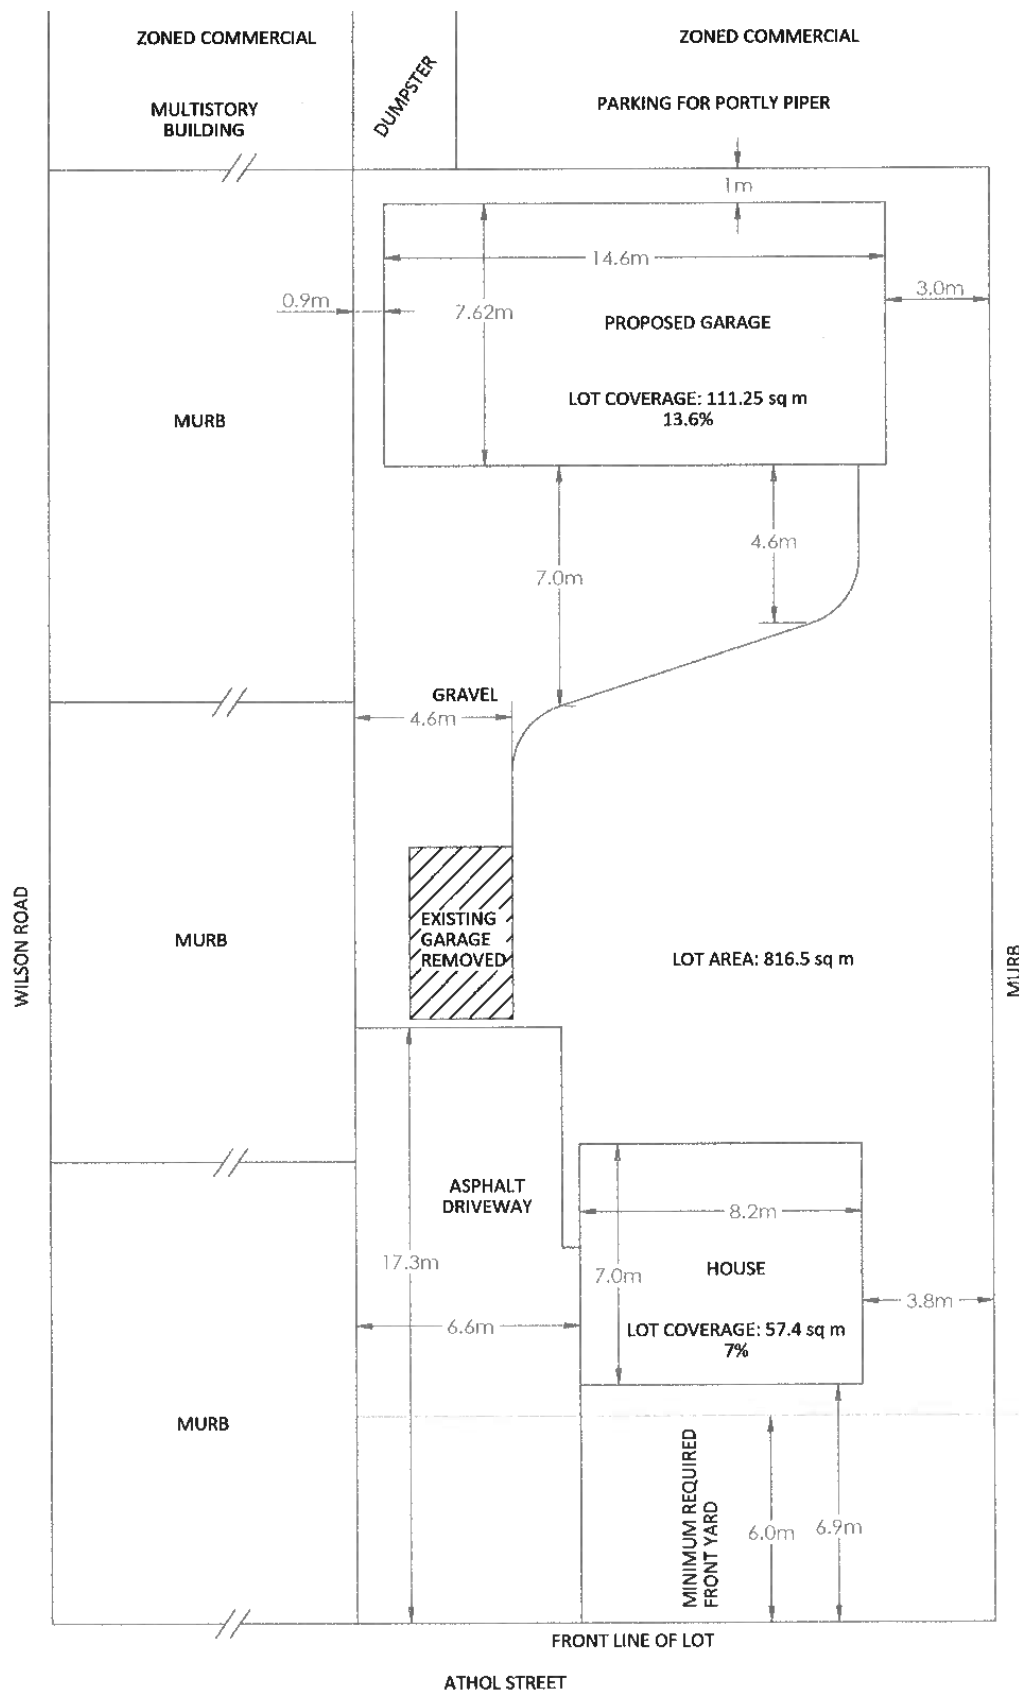 ZONED COMMERCIAL
ZONED COMMERCIAL
MULTISTORY
BUILDING
DUMPSTER
PARKING FOR PORTLY PIPER
1m
14.6m
0.9m
7.62m
3.0m
PROPOSED GARAGE
LOT COVERAGE: 111.25 sq m
13.6%
MURB
4.6m
7.0m
GRAVEL
4.6m
WILSON ROAD
EXISTING
GARAGE
REMOVED
MURB
LOT AREA: 816.5 sq m
MURB
ASPHALT
DRIVEWAY
8.2m
17.3m
7.0m
HOUSE
3.8m
6.6m
LOT COVERAGE: 57.4 sq m
7%
MURB
MINIMUM REQUIRED
FRONT YARD
6.0m
6.9m
FRONT LINE OF LOT
ATHOL STREET